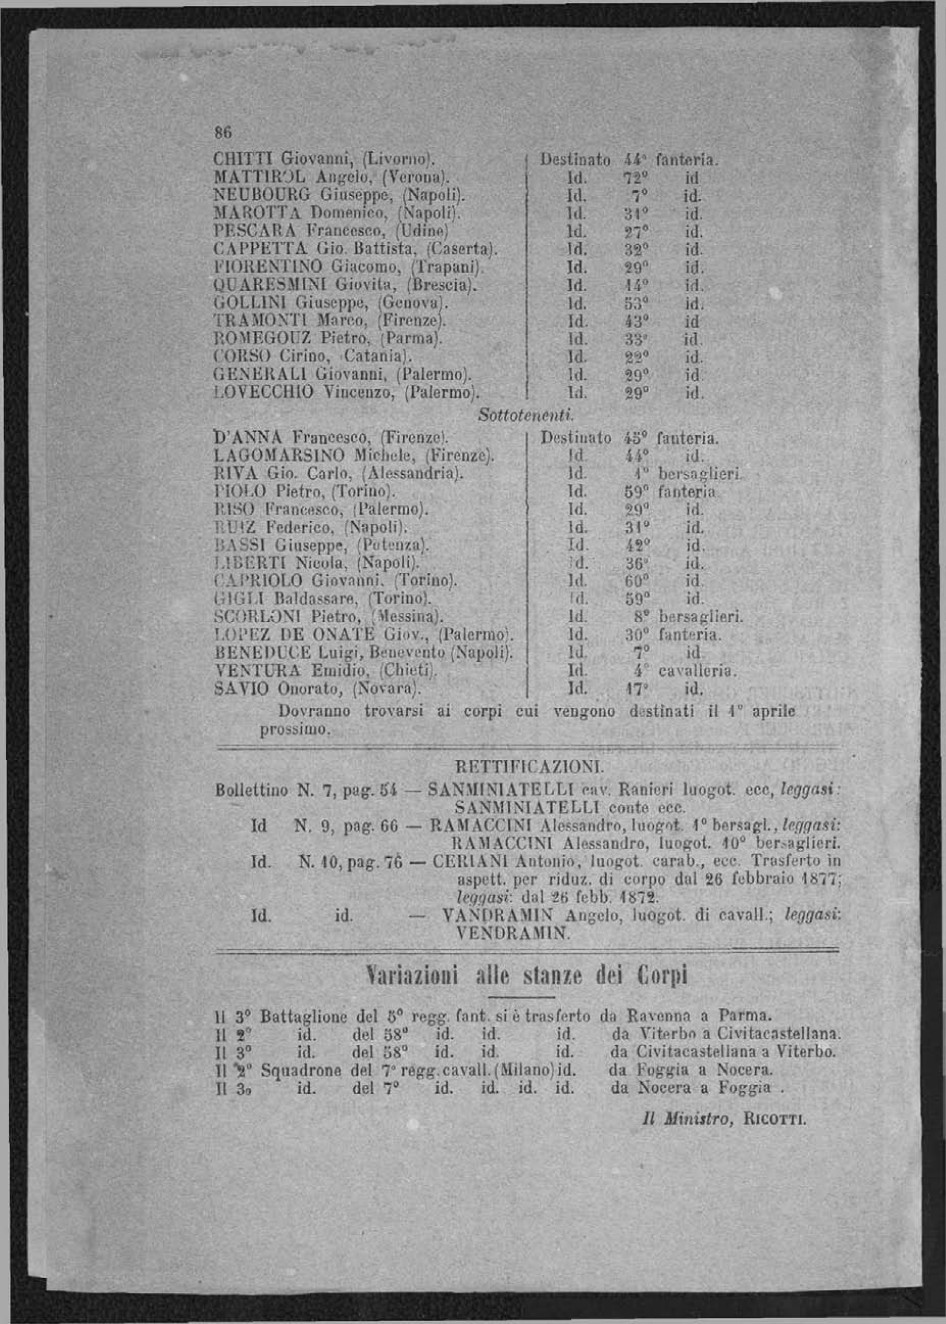 86
CHITTI Giovanni, (Livorno). Destinato 44° fanteria.
MATTIROL Angelo, (Verona). Id. 72° id
NEUBOURG Giuseppe, (Napoli). Id. 7° id.
MAROTTA Domenico, (Napoli). Id. 31° id.
PESCARA Francesco, (Udine) Id. 27° id.
CAPPETTA Gio. Battista, (Caserta). Id. 32° id.
FIORENTINO Giacomo, (Trapani). Id. 29° id.
QUARESMINI Giovita, (Brescia). Id. 14° id.
GOLLINI Giuseppe, (Genova). Id. 53° id.
TRAMONTI Marco, (Firenze). Id. 43° id
ROMEGOUZ Pietro, (Parma). Id. 33° id.
CORSO Cirino, Catania). Id. 22° id.
GENERALI Giovanni, (Palermo). Id. 29° id
LOVECCHIO Vincenzo, (Palermo). Id. 29° id.
Sottotenenti.
D'ANNA Francesco, (Firenze). Destinato 45° fanteria.
LAGOMARSINO Michele, (Firenze). Id. 44° id.
RIVA Gio. Carlo, (Alessandria). Id. 1° bersaglieri.
PIOLO Pietro, (Torino). Id. 59° fanteria
RISO Francesco, (Palermo). Id. 29° id.
RUIZ Federico, (Napoli). Id. 31° id.
BASSI Giuseppe, (Potenza). Id. 42° id.
LIBERTI Nicola, (Napoli). Id. 36° id.
CAPRIOLO Giovanni, (Torino). Id. 60° id.
GIGLI Baldassare, (Torino). Id. 59° id.
SCORLONI Pietro, (Messina). Id. 8° bersaglieri.
LOPEZ DE ONATE Giov., (Palermo). Id. 30° fanteria.
BENEDUCE Luigi, Benevento (Napoli). Id. 7° id
VENTURA Emidio, (Chieti). Id. 4° cavalleria.
SAVIO Onorato, (Novara). Id. 17° id.
Dovranno trovarsi ai corpi cui vengono destinati il 1° aprile
prossimo.
RETTIFICAZIONI.
Bollettino N. 7, pag. 54 — SANMINIATELLI cav. Ranieri luogot. ecc, leggasi:
SANMINIATELLI conte ecc.
Id N. 9, pag. 66 — RAMACCINI Alessandro, luogot. 1° bersagl., leggasi:
RAMACCINI Alessandro, luogot. 10° bersaglieri.
Id. N. 10, pag. 76 — CERIANI Antonio, luogot. carab., ecc. Trasferto in
aspett. per riduz. di corpo dal 26 febbraio 1877;
leggasi: dal 26 febb. 1872.
Id. id. — VANDRAMIN Angelo, luogot. di cavall.; leggasi:
VENDRAMIN.
Variazioni alle stanze dei Corpi
Il 3° Battaglione del 5° regg. fant. si è trasferto da Ravenna a Parma.
Il 2° id. del 58° id. id. id. da Viterbo a Civitacastellana.
Il 3° id. del 58° id. id. id. da Civitacastellana a Viterbo.
Il 2° Squadrone del 7° regg. cavall. (Milano) id. da Foggia a Nocera.
Il 3o id. del 7° id. id. id. id. da Nocera a Foggia .
Il Ministro, RICOTTI.